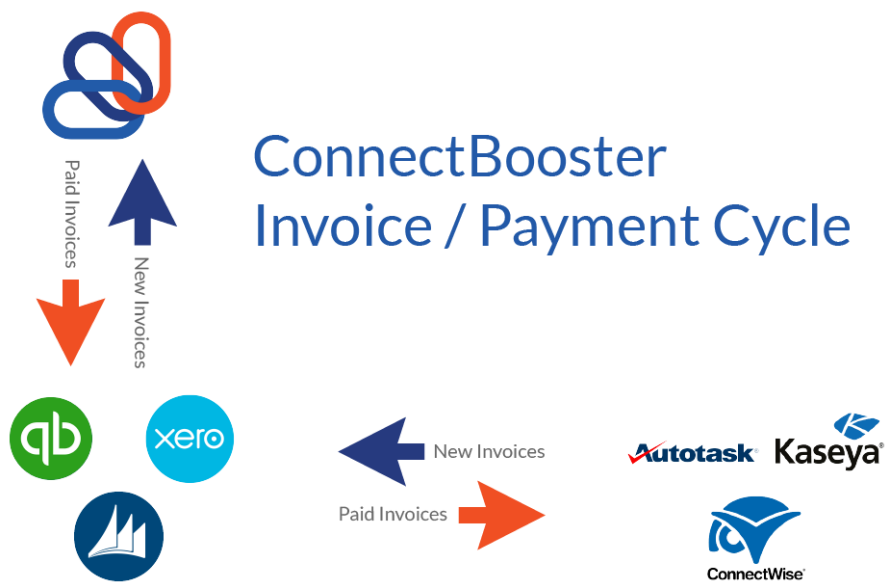 ConnectBooster
Invoice / Payment Cycle
Paid Invoices
New Invoices
qb
xero
New Invoices
Paid Invoices
Autotask
Kaseya®
ConnectWise®